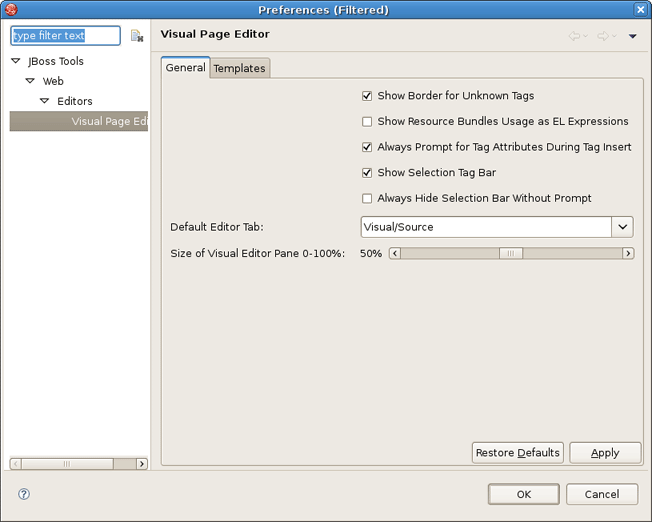 Preferences (Filtered)
type filter text
Visual Page Editor
JBoss Tools
Web
Editors
Visual Page Edi
General
Templates
Show Border for Unknown Tags
Show Resource Bundles Usage as EL Expressions
Always Prompt for Tag Attributes During Tag Insert
Show Selection Tag Bar
Always Hide Selection Bar Without Prompt
Default Editor Tab:
Visual/Source
Size of Visual Editor Pane 0-100%:
50%
Restore Defaults
Apply
OK
Cancel